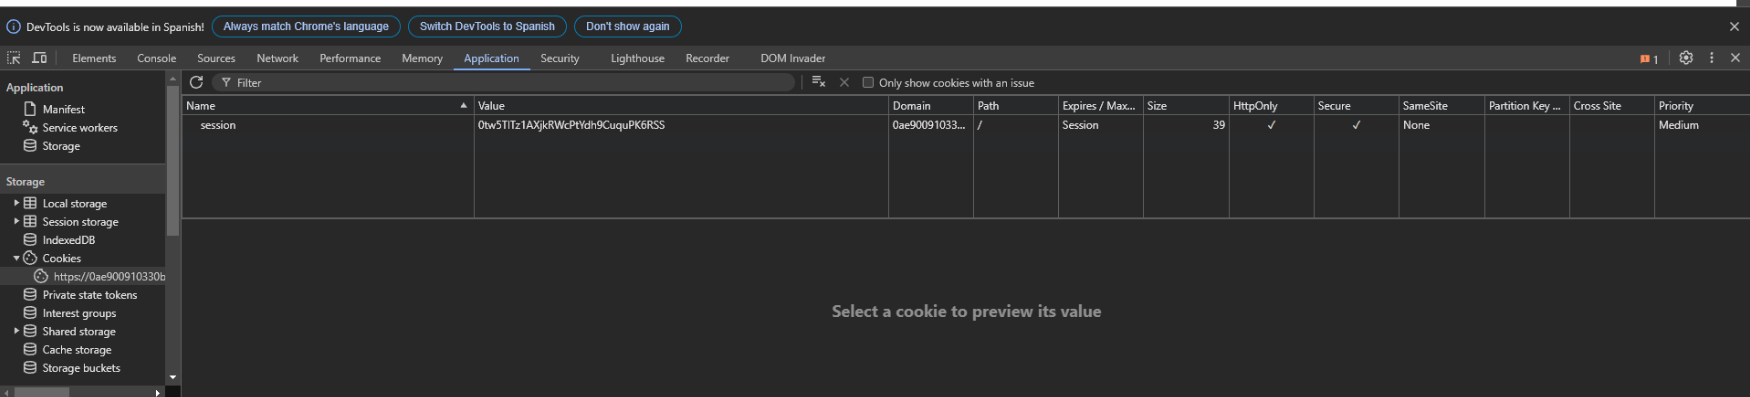 DevTools is now available in Spanish! Always match Chrome's language Switch DevTools to Spanish Don't show again
Elements Console Sources Network Performance Memory Application Security Lighthouse Recorder DOM Invader 1
Application
Manifest
Service workers
Storage
Storage
Local storage
Session storage
IndexedDB
Cookies
https://0ae900910330b
Private state tokens
Interest groups
Shared storage
Cache storage
Storage buckets
Filter Only show cookies with an issue
Name Value Domain Path Expires / Max... Size HttpOnly Secure SameSite Partition Key ... Cross Site Priority
session 0tw5TlTz1AXjkRWcPtYdh9CuquPK6RSS 0ae90091033... / Session 39 ✓ ✓ None Medium
Select a cookie to preview its value